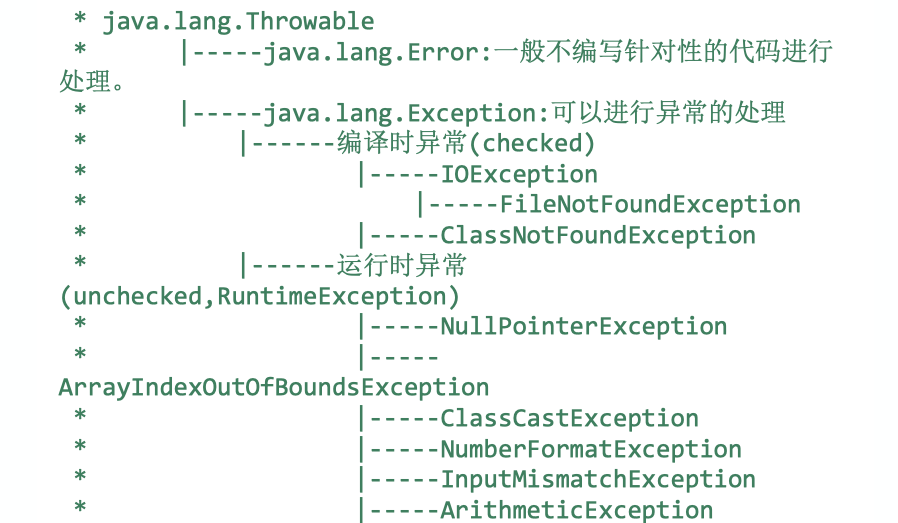 * java.lang.Throwable
*      |-----java.lang.Error:一般不编写针对性的代码进行
处理。
*      |-----java.lang.Exception:可以进行异常的处理
*          |------编译时异常(checked)
*                  |-----IOException
*                      |-----FileNotFoundException
*                  |-----ClassNotFoundException
*          |------运行时异常
(unchecked,RuntimeException)
*                  |-----NullPointerException
*                  |-----
ArrayIndexOutOfBoundsException
*                  |-----ClassCastException
*                  |-----NumberFormatException
*                  |-----InputMismatchException
*                  |-----ArithmeticException